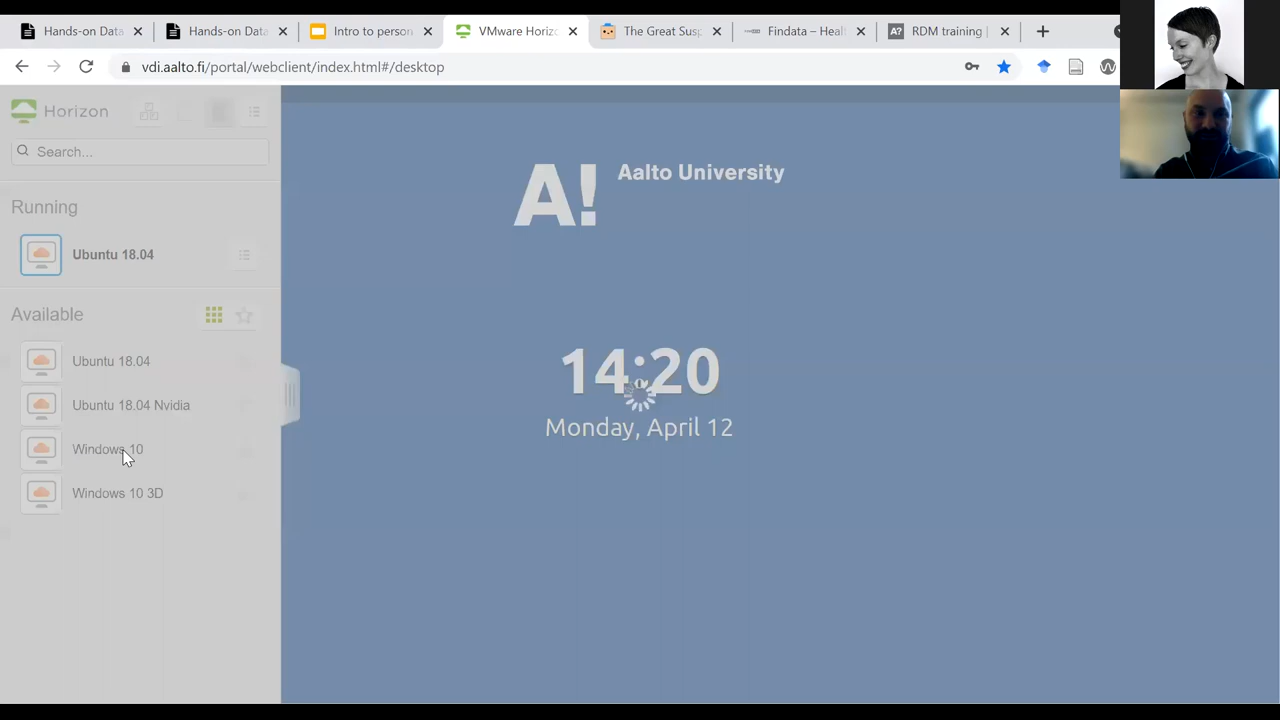 Hands-on Data
Hands-on Data
Intro to person
VMware Horiz
The Great Susp
Findata – Heal
A? RDM training |
vdi.aalto.fi/portal/webclient/index.html#/desktop
Horizon
Search...
Running
Ubuntu 18.04
Available
Ubuntu 18.04
Ubuntu 18.04 Nvidia
Windows 10
Windows 10 3D
A! Aalto University
14:20
Monday, April 12